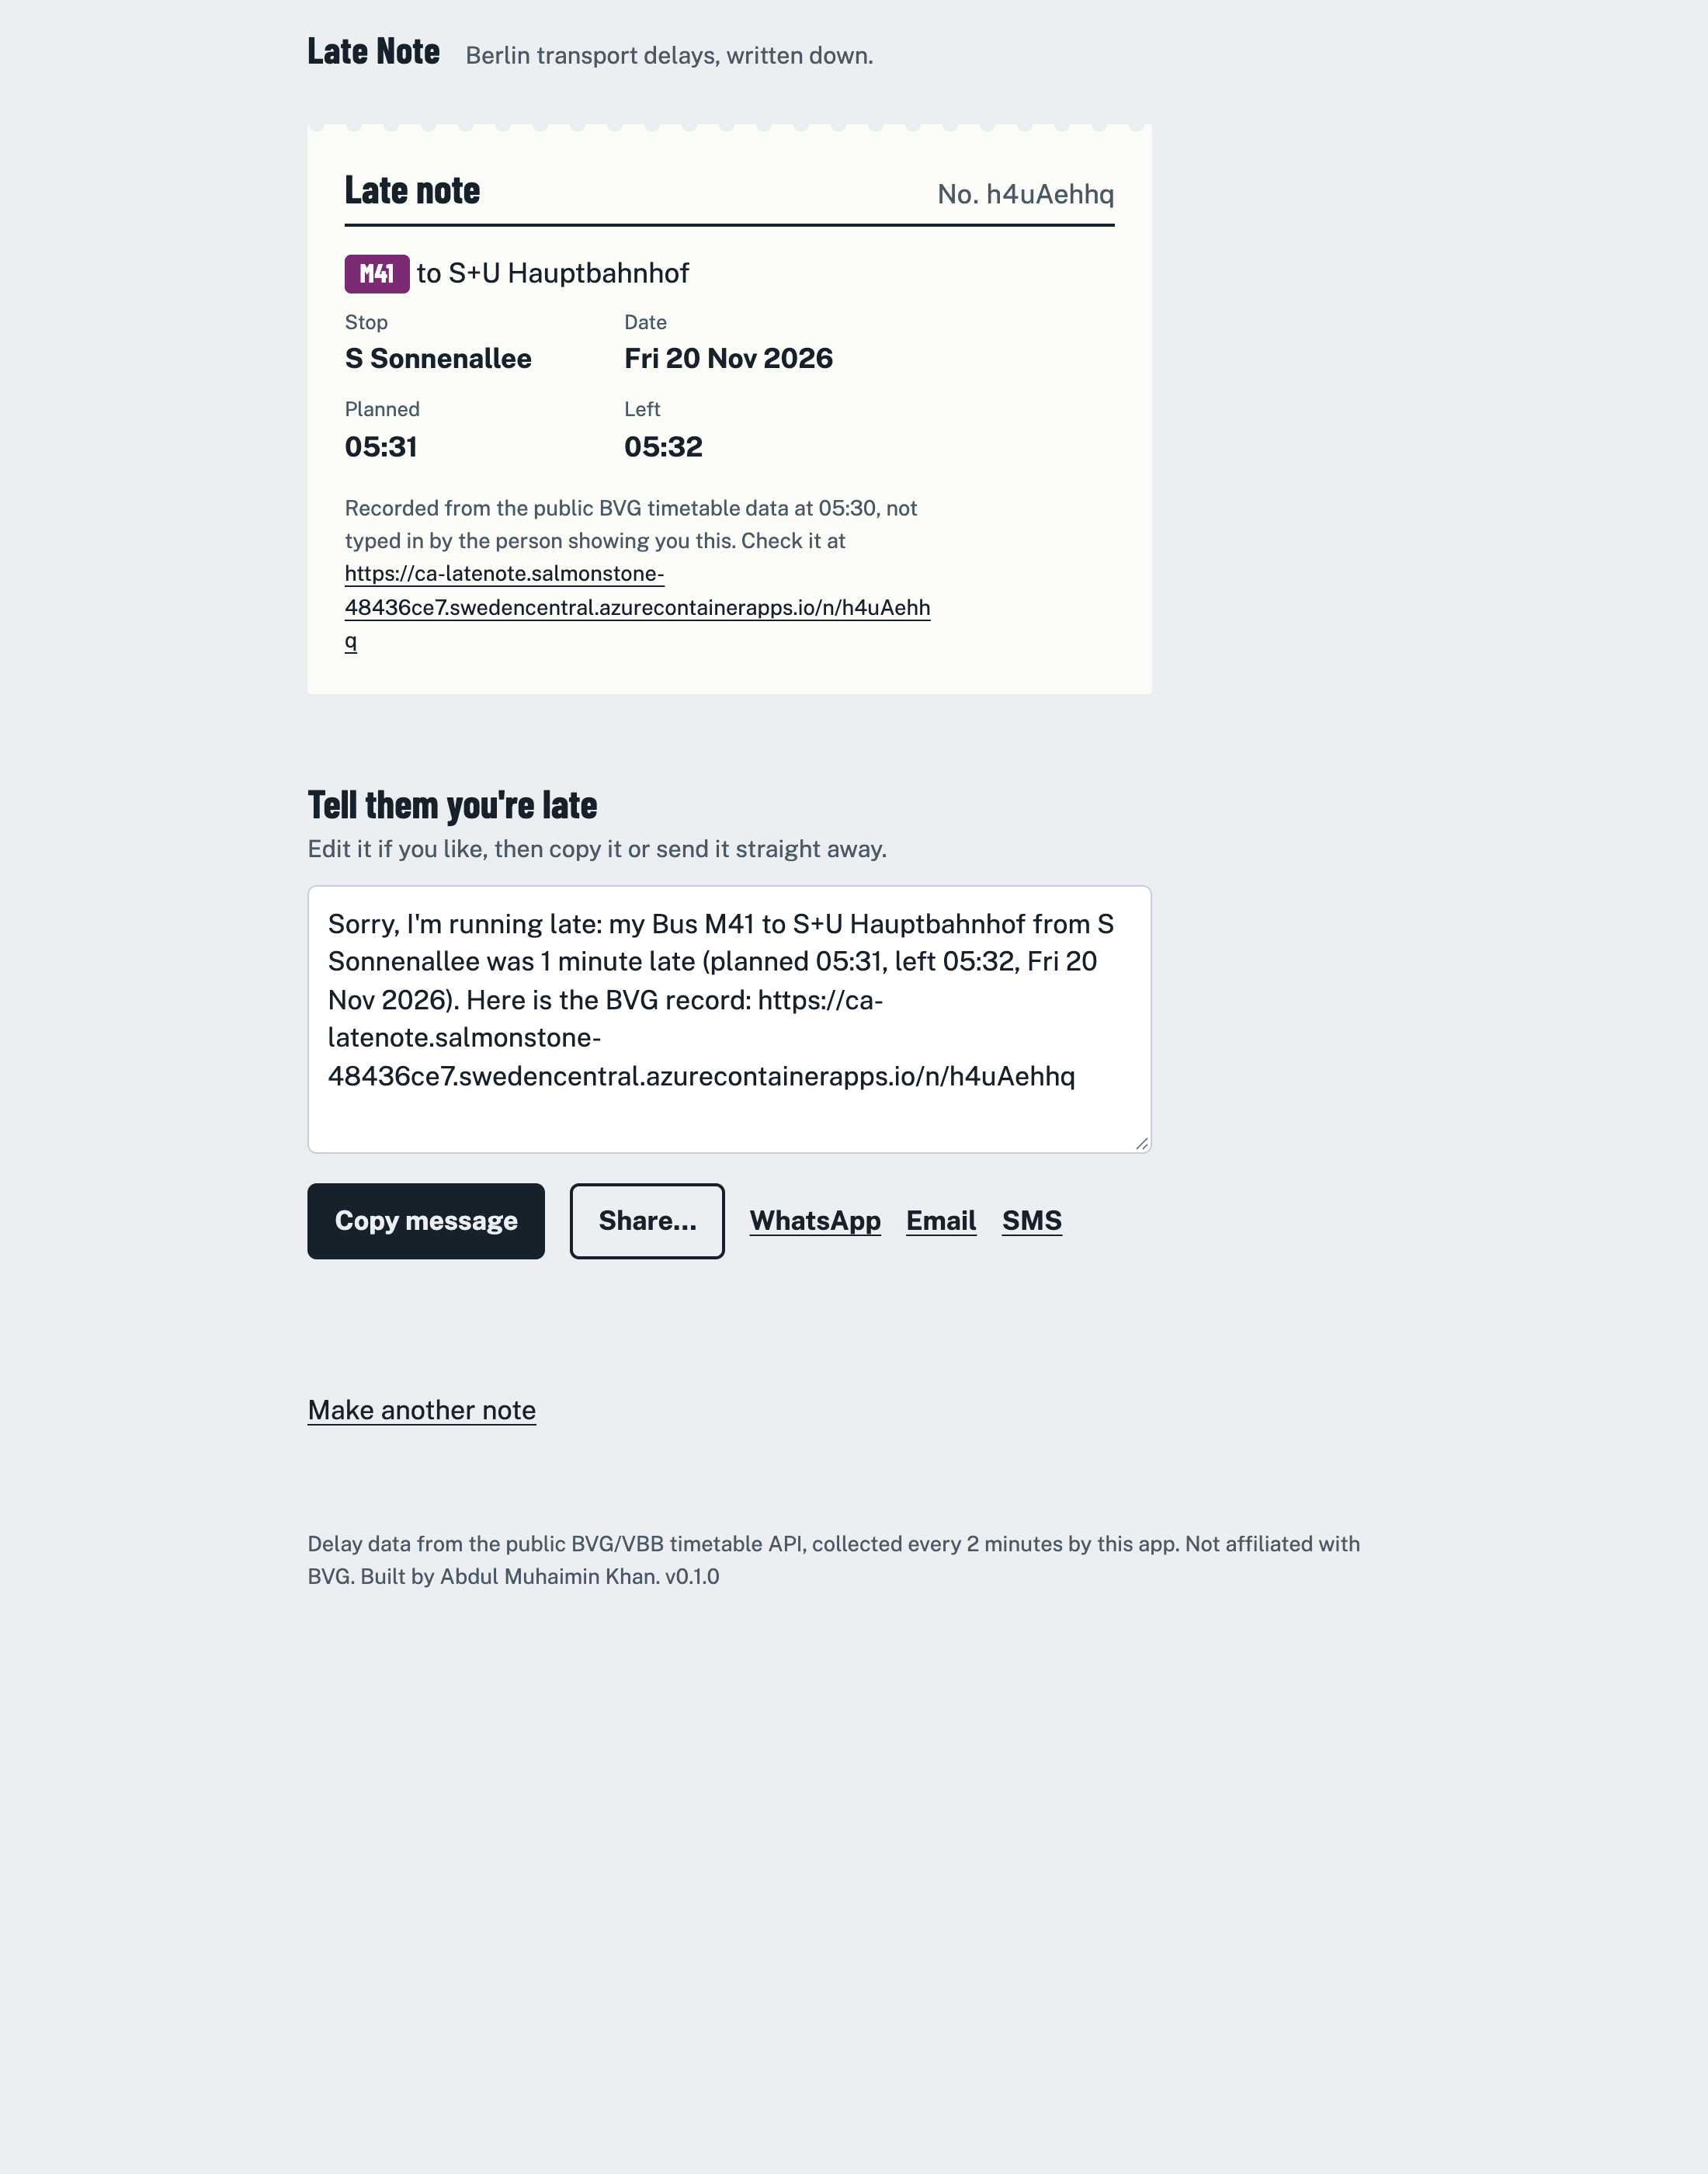 Late Note Berlin transport delays, written down.
Late note No. h4uAehhq
M41 to S+U Hauptbahnhof
Stop Date
S Sonnenallee Fri 20 Nov 2026
Planned Left
05:31 05:32
Recorded from the public BVG timetable data at 05:30, not
typed in by the person showing you this. Check it at
https://ca-latenote.salmonstone-
48436ce7.swedencentral.azurecontainerapps.io/n/h4uAehh
q
Tell them you're late
Edit it if you like, then copy it or send it straight away.
Sorry, I'm running late: my Bus M41 to S+U Hauptbahnhof from S
Sonnenallee was 1 minute late (planned 05:31, left 05:32, Fri 20
Nov 2026). Here is the BVG record: https://ca-
latenote.salmonstone-
48436ce7.swedencentral.azurecontainerapps.io/n/h4uAehhq
Copy message Share... WhatsApp Email SMS
Make another note
Delay data from the public BVG/VBB timetable API, collected every 2 minutes by this app. Not affiliated with
BVG. Built by Abdul Muhaimin Khan. v0.1.0